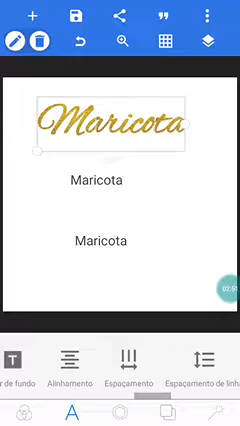 Maricota
Maricota
Maricota
02:51
r de fundo
Alinhamento
Espaçamento
Espaçamento de linh